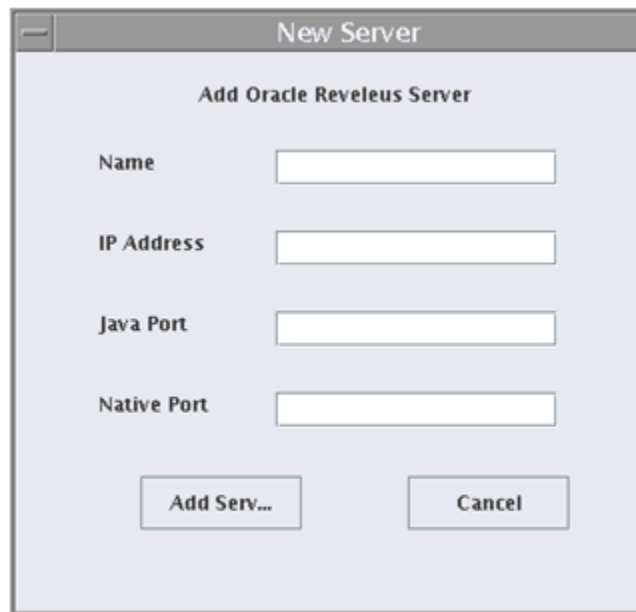 New Server
Add Oracle Reveleus Server
Name
IP Address
Java Port
Native Port
Add Serv... Cancel